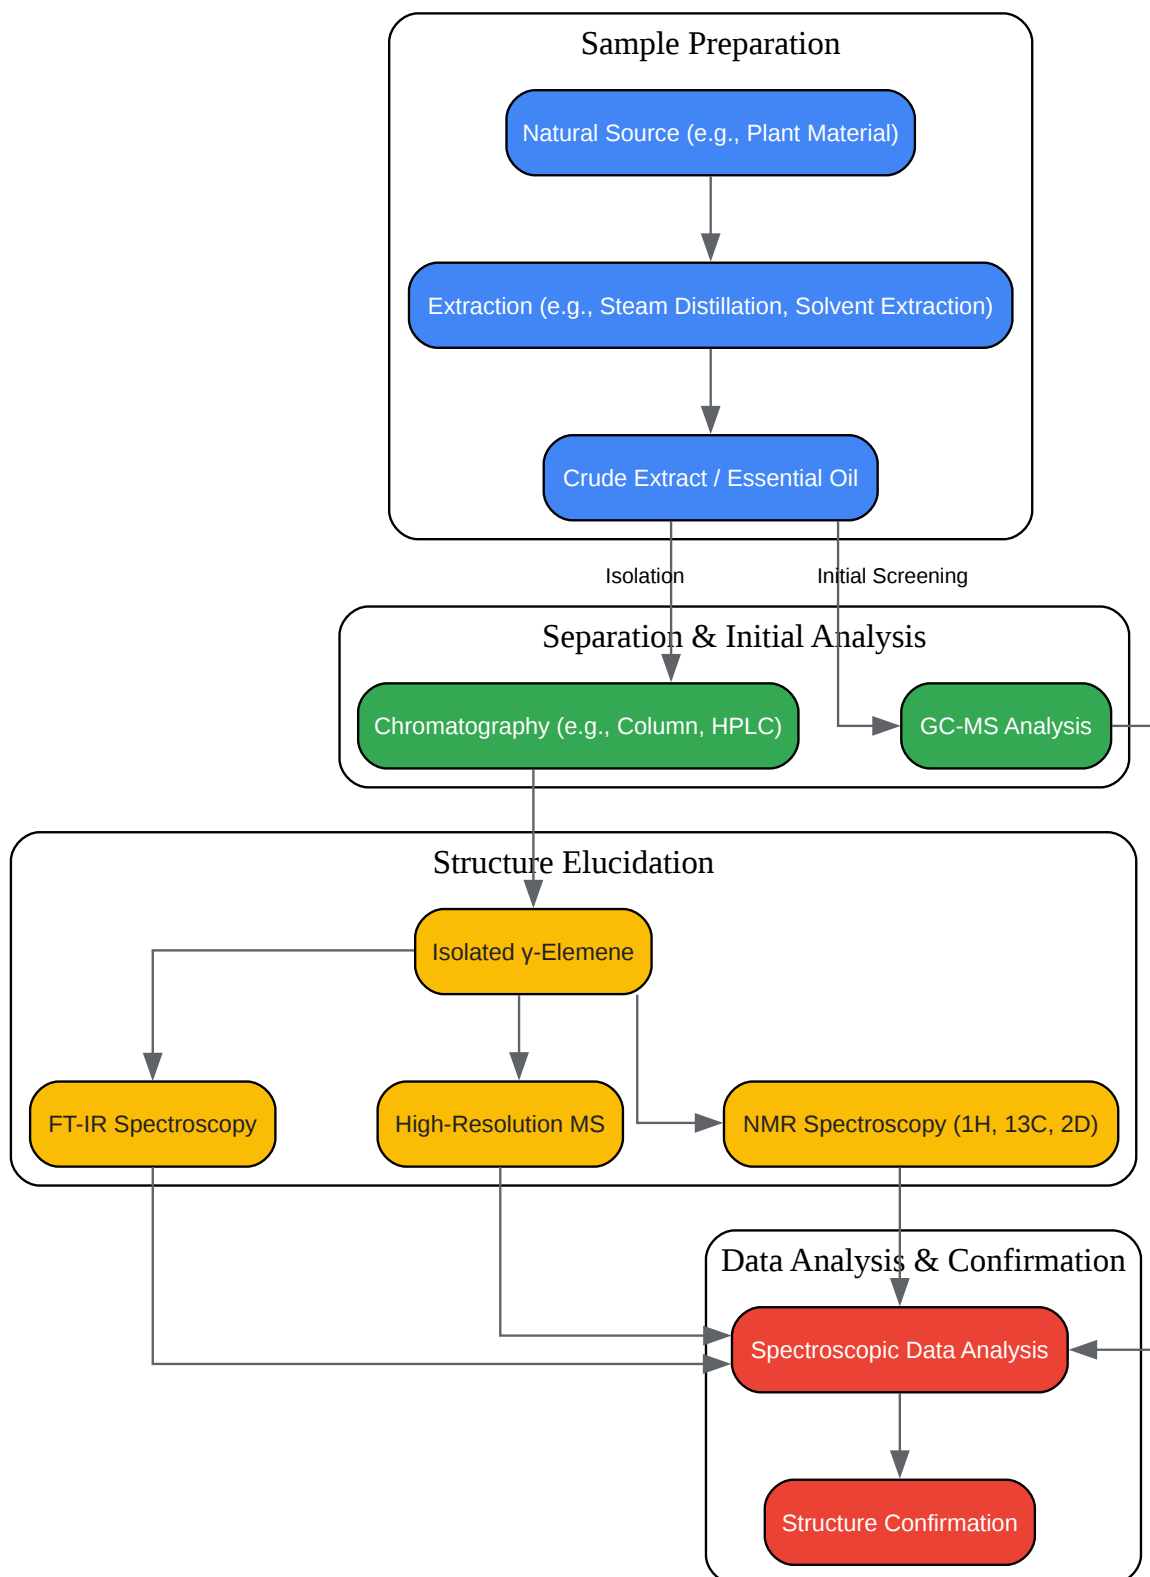 Sample Preparation
Natural Source (e.g., Plant Material)
Extraction (e.g., Steam Distillation, Solvent Extraction)
Crude Extract / Essential Oil
Isolation
Initial Screening
Separation & Initial Analysis
Chromatography (e.g., Column, HPLC)
GC-MS Analysis
Structure Elucidation
Isolated γ-Elemene
FT-IR Spectroscopy
High-Resolution MS
NMR Spectroscopy (1H, 13C, 2D)
Data Analysis & Confirmation
Spectroscopic Data Analysis
Structure Confirmation